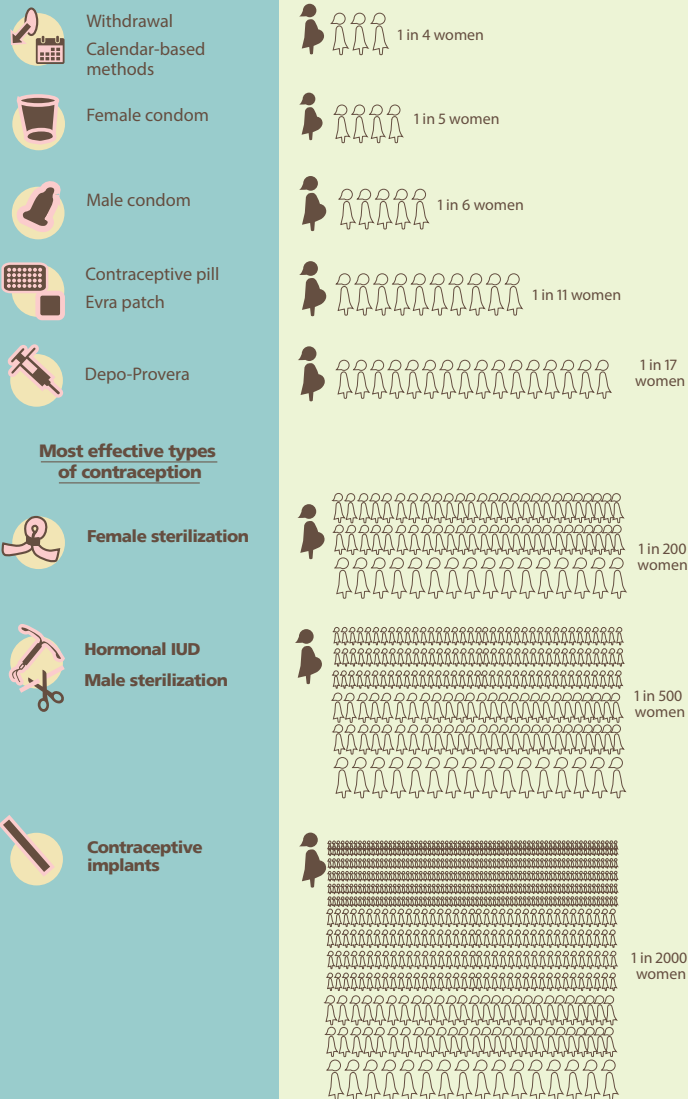 Withdrawal
Calendar-based
methods
1 in 4 women
Female condom
1 in 5 women
Male condom
1 in 6 women
Contraceptive pill
Evra patch
1 in 11 women
Depo-Provera
1 in 17
women
Most effective types
of contraception
Female sterilization
1 in 200
women
Hormonal IUD
Male sterilization
1 in 500
women
Contraceptive
implants
1 in 2000
women